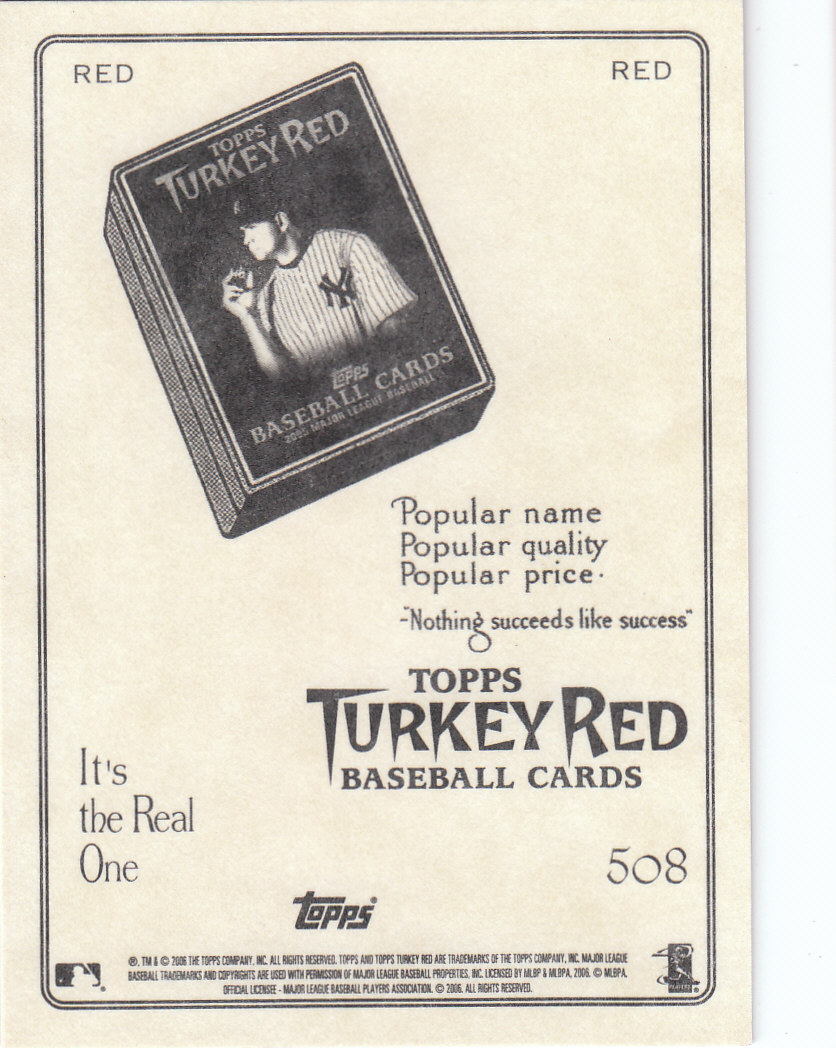 RED
RED
TOPPS
TURKEY RED
NY
Topps
BASEBALL CARDS
MAJOR LEAGUE BASEBALL
Popular name
Popular quality
Popular price.
-"Nothing succeeds like success"
TOPPS
TURKEY RED
BASEBALL CARDS
It's
the Real
One
508
Topps®
®, TM & © 2006 THE TOPPS COMPANY, INC. ALL RIGHTS RESERVED. TOPPS AND TOPPS TURKEY RED ARE TRADEMARKS OF THE TOPPS COMPANY, INC. MAJOR LEAGUE
BASEBALL TRADEMARKS AND COPYRIGHTS ARE USED WITH PERMISSION OF MAJOR LEAGUE BASEBALL PROPERTIES, INC. LICENSED BY MLBP & MLBPA, 2006. © MLBPA,
OFFICIAL LICENSEE - MAJOR LEAGUE BASEBALL PLAYERS ASSOCIATION. © 2006. ALL RIGHTS RESERVED.